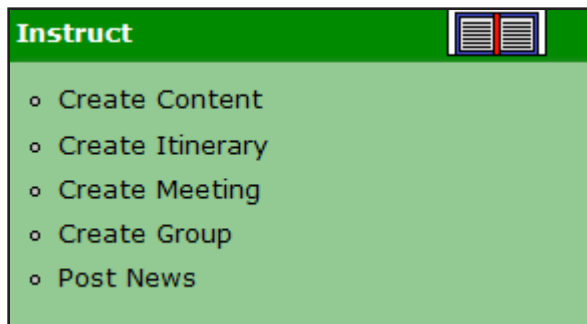 Instruct
Create Content
Create Itinerary
Create Meeting
Create Group
Post News